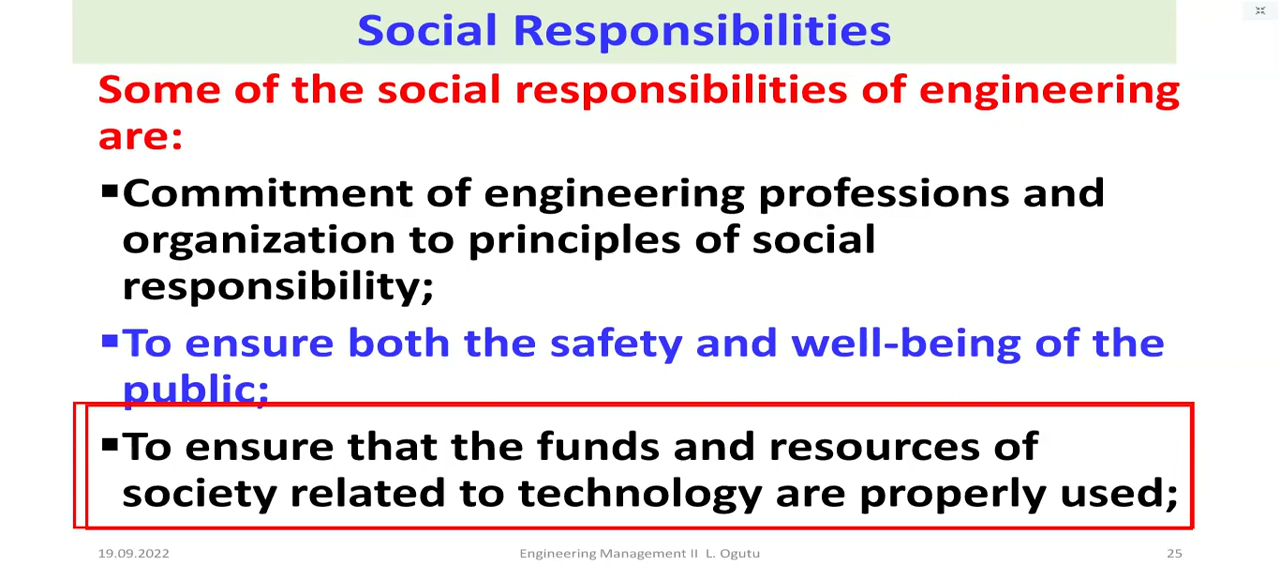 Social Responsibilities
Some of the social responsibilities of engineering
are:
▪Commitment of engineering professions and
organization to principles of social
responsibility;
▪To ensure both the safety and well-being of the
public;
▪To ensure that the funds and resources of
society related to technology are properly used;
19.09.2022 Engineering Management II L. Ogutu 25